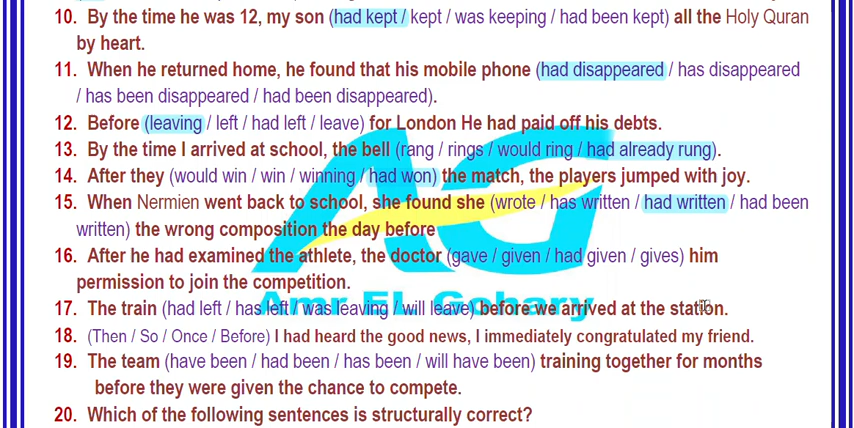 10. By the time he was 12, my son (had kept / kept / was keeping / had been kept) all the Holy Quran
by heart.
11. When he returned home, he found that his mobile phone (had disappeared / has disappeared
/ has been disappeared / had been disappeared).
12. Before (leaving / left / had left / leave) for London He had paid off his debts.
13. By the time I arrived at school, the bell (rang / rings / would ring / had already rung).
14. After they (would win / win / winning / had won) the match, the players jumped with joy.
15. When Nermien went back to school, she found she (wrote / has written / had written / had been
written) the wrong composition the day before
16. After he had examined the athlete, the doctor (gave / given / had given / gives) him
permission to join the competition.
AG
Amr EL Gohary
17. The train (had left / has left / was leaving / will leave) before we arrived at the station.
18. (Then / So / Once / Before) I had heard the good news, I immediately congratulated my friend.
19. The team (have been / had been / has been / will have been) training together for months
before they were given the chance to compete.
20. Which of the following sentences is structurally correct?